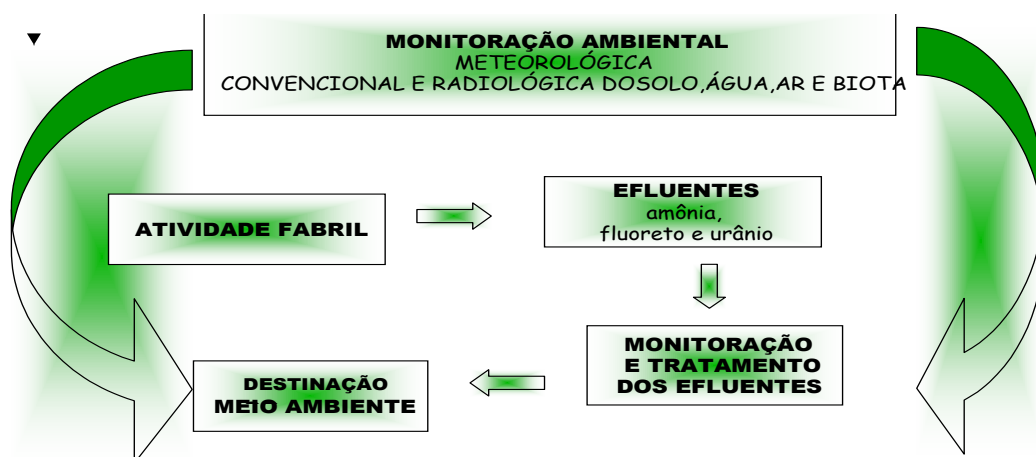 MONITORAÇÃO AMBIENTAL
METEOROLÓGICA
CONVENCIONAL E RADIOLÓGICA DOSOLO,ÁGUA,AR E BIOTA
ATIVIDADE FABRIL
EFLUENTES
amônia,
fluoreto e urânio
MONITORAÇÃO
E TRATAMENTO
DOS EFLUENTES
DESTINAÇÃO
MEIO AMBIENTE